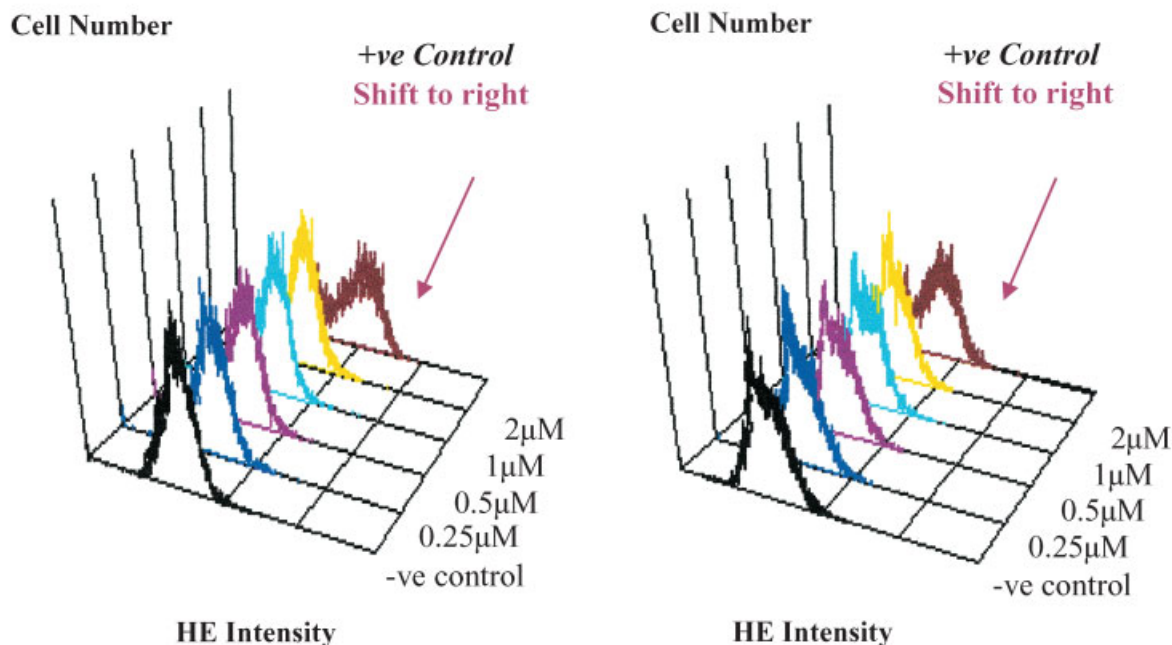 Cell Number
+ve Control
Shift to right
2µM
1µM
0.5µM
0.25µM
-ve control
HE Intensity
Cell Number
+ve Control
Shift to right
2µM
1µM
0.5µM
0.25µM
-ve control
HE Intensity